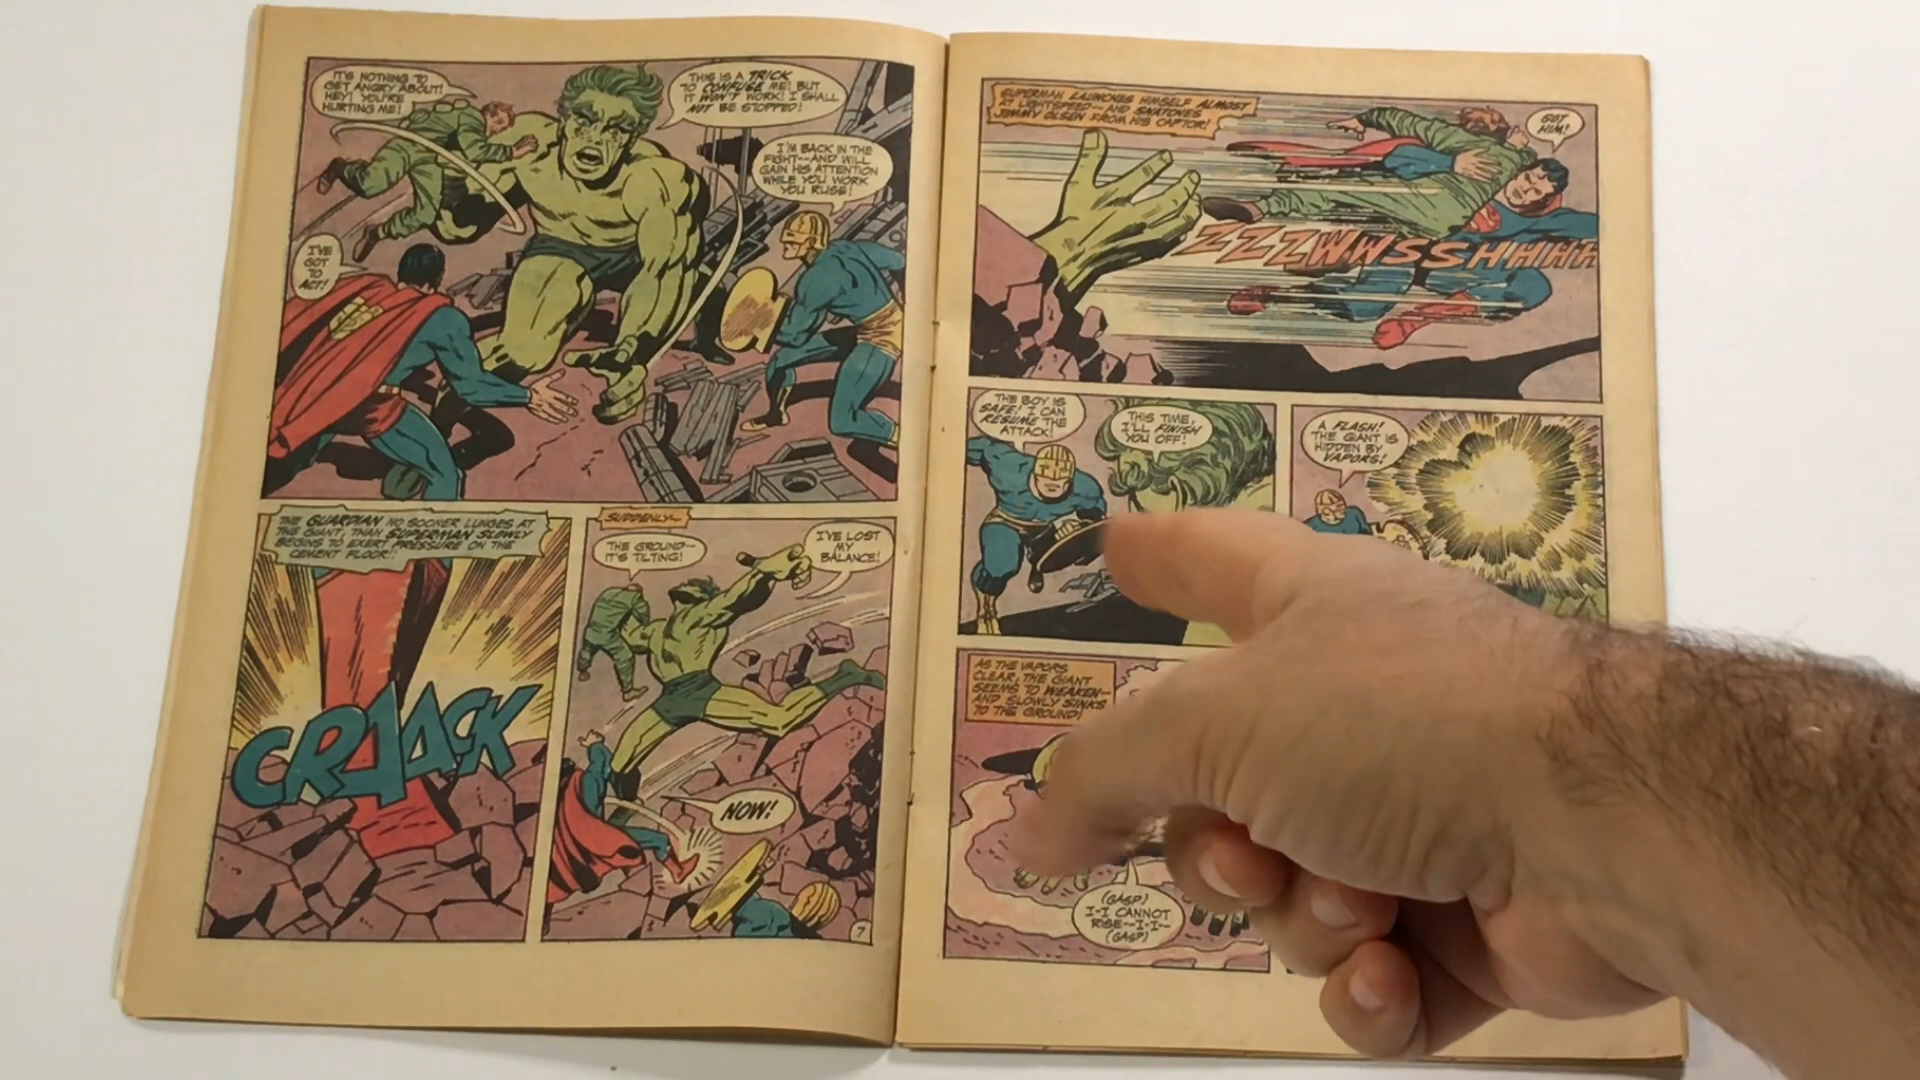 IT'S NOTHING TO
GET ANGRY ABOUT!
HEY! YOU'RE
HURTING ME!
THIS IS A TRICK
TO CONFUSE ME! BUT
IT WON'T WORK! I SHALL
NOT BE STOPPED!
I'M BACK IN THE
FIGHT--AND WILL
GAIN HIS ATTENTION
WHILE YOU WORK
YOU RUSE!
I'VE
GOT
TO
ACT!
THE GUARDIAN NO SOONER LUNGES AT
THE GIANT, THAN SUPERMAN SLOWLY
BEGINS TO EXERT PRESSURE ON THE
CEMENT FLOOR!!
CRAAACK
SUDDENLY--
THE GROUND--
IT'S TILTING!
I'VE LOST
MY
BALANCE!
NOW!
7
SUPERMAN LAUNCHES HIMSELF ALMOST
AT LIGHTSPEED--AND SNATCHES
JIMMY OLSEN FROM HIS CAPTOR!
GOT
HIM!
ZZZZWWSSSHHHHH
THE BOY IS
SAFE! I CAN
RESUME THE
ATTACK!
THIS TIME,
I'LL FINISH
YOU OFF!
A FLASH!
THE GIANT IS
HIDDEN BY
VAPORS!
AS THE VAPORS
CLEAR, THE GIANT
SEEMS TO WEAKEN--
AND SLOWLY SINKS
TO THE GROUND!
(GASP)
I-I CANNOT
RISE--I-I--
(GASP)